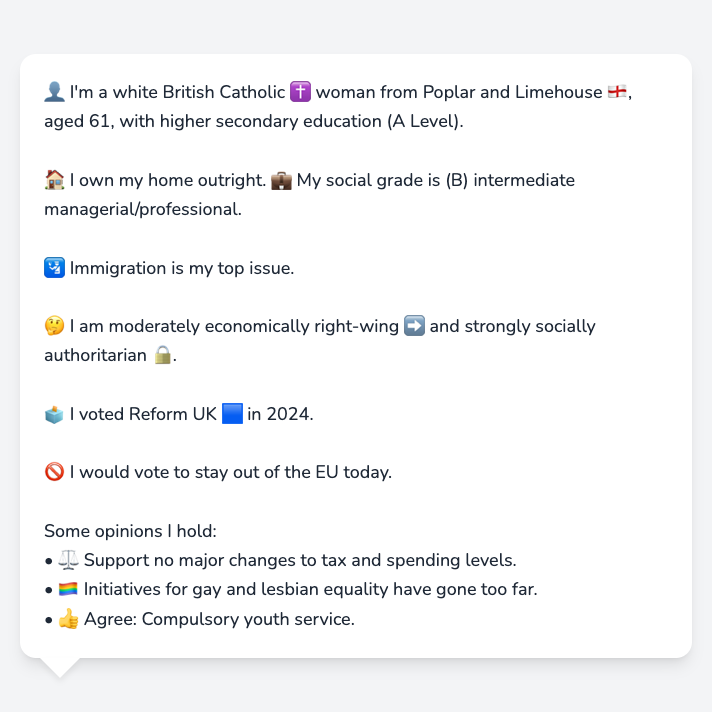 👤 I'm a white British Catholic ✝️ woman from Poplar and Limehouse 🏴󠁧󠁢󠁥󠁮󠁧󠁿,
aged 61, with higher secondary education (A Level).
🏠 I own my home outright. 💼 My social grade is (B) intermediate
managerial/professional.
🛂 Immigration is my top issue.
🤔 I am moderately economically right-wing ➡️ and strongly socially
authoritarian 🔒.
🗳️ I voted Reform UK 🟦 in 2024.
🚫 I would vote to stay out of the EU today.
Some opinions I hold:
• ⚖️ Support no major changes to tax and spending levels.
• 🏳️‍🌈 Initiatives for gay and lesbian equality have gone too far.
• 👍 Agree: Compulsory youth service.